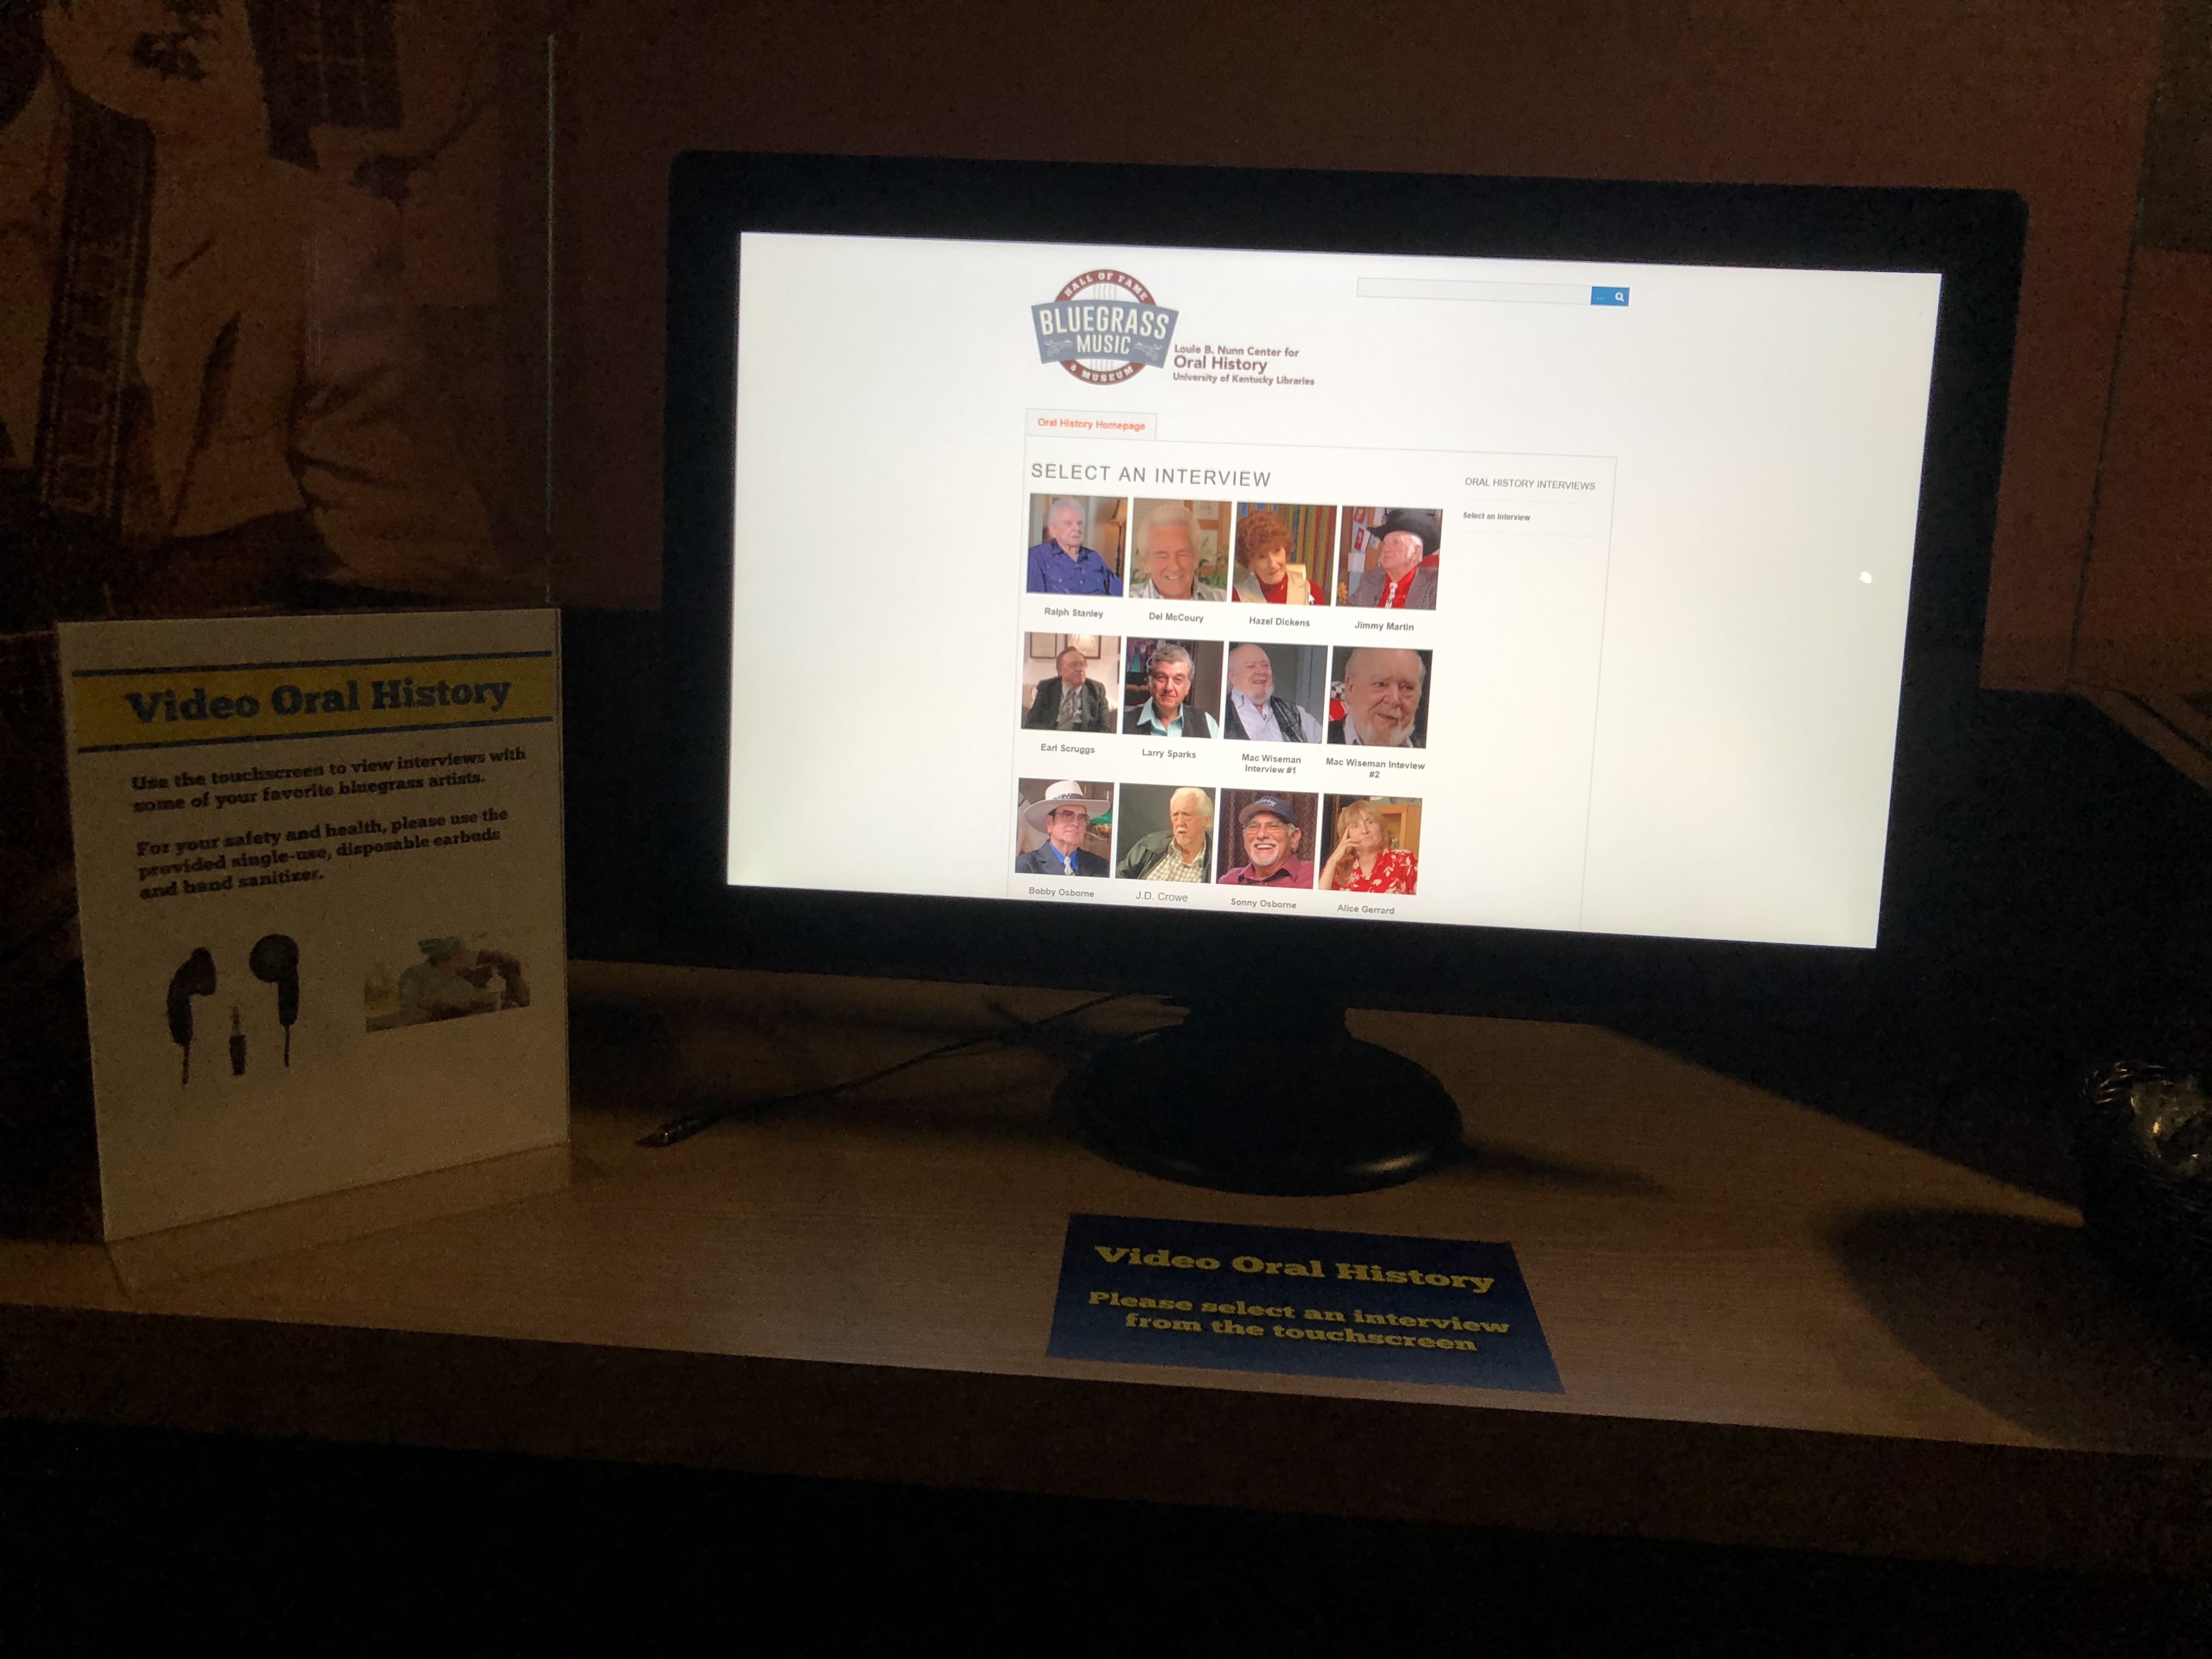 Video Oral History
Use the touchscreen to view interviews with
some of your favorite bluegrass artists.
For your safety and health, please use the
provided single-use, disposable earbuds
and hand sanitizer.
HALL OF FAME
BLUEGRASS
MUSIC
& MUSEUM
Louie B. Nunn Center for
Oral History
University of Kentucky Libraries
...
Oral History Homepage
SELECT AN INTERVIEW
ORAL HISTORY INTERVIEWS
Select an Interview
Ralph Stanley
Del McCoury
Hazel Dickens
Jimmy Martin
Earl Scruggs
Larry Sparks
Mac Wiseman
Interview #1
Mac Wiseman Inteview
#2
Bobby Osborne
J.D. Crowe
Sonny Osborne
Alice Gerrard
Video Oral History
Please select an interview
from the touchscreen